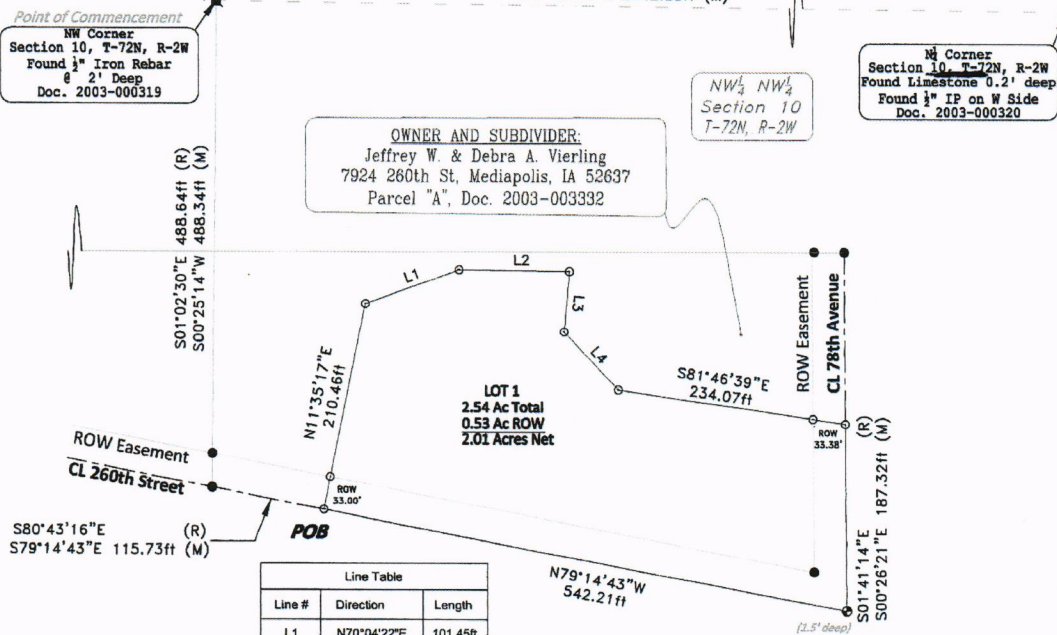 (M)
Point of Commencement
NW Corner
Section 10, T-72N, R-2W
Found ½" Iron Rebar
@ 2' Deep
Doc. 2003-000319
N¼ Corner
Section 10, T-72N, R-2W
Found Limestone 0.2' deep
Found ½" IP on W Side
Doc. 2003-000320
NW¼ NW¼
Section 10
T-72N, R-2W
OWNER AND SUBDIVIDER:
Jeffrey W. & Debra A. Vierling
7924 260th St, Mediapolis, IA 52637
Parcel "A", Doc. 2003-003332
S01°02'30"E 488.64ft (R)
S00°25'14"W 488.34ft (M)
L1
L2
L3
L4
N11°35'17"E
210.46ft
LOT 1
2.54 Ac Total
0.53 Ac ROW
2.01 Acres Net
S81°46'39"E
234.07ft
ROW Easement
CL 78th Avenue
ROW
33.38'
S01°41'14"E (R)
S00°26'21"E 187.32ft (M)
ROW Easement
CL 260th Street
ROW
33.00'
POB
S80°43'16"E (R)
S79°14'43"E 115.73ft (M)
N79°14'43"W
542.21ft
(1.5' deep)
Line Table
Line # Direction Length
L1 N70°04'22"E 101.45ft